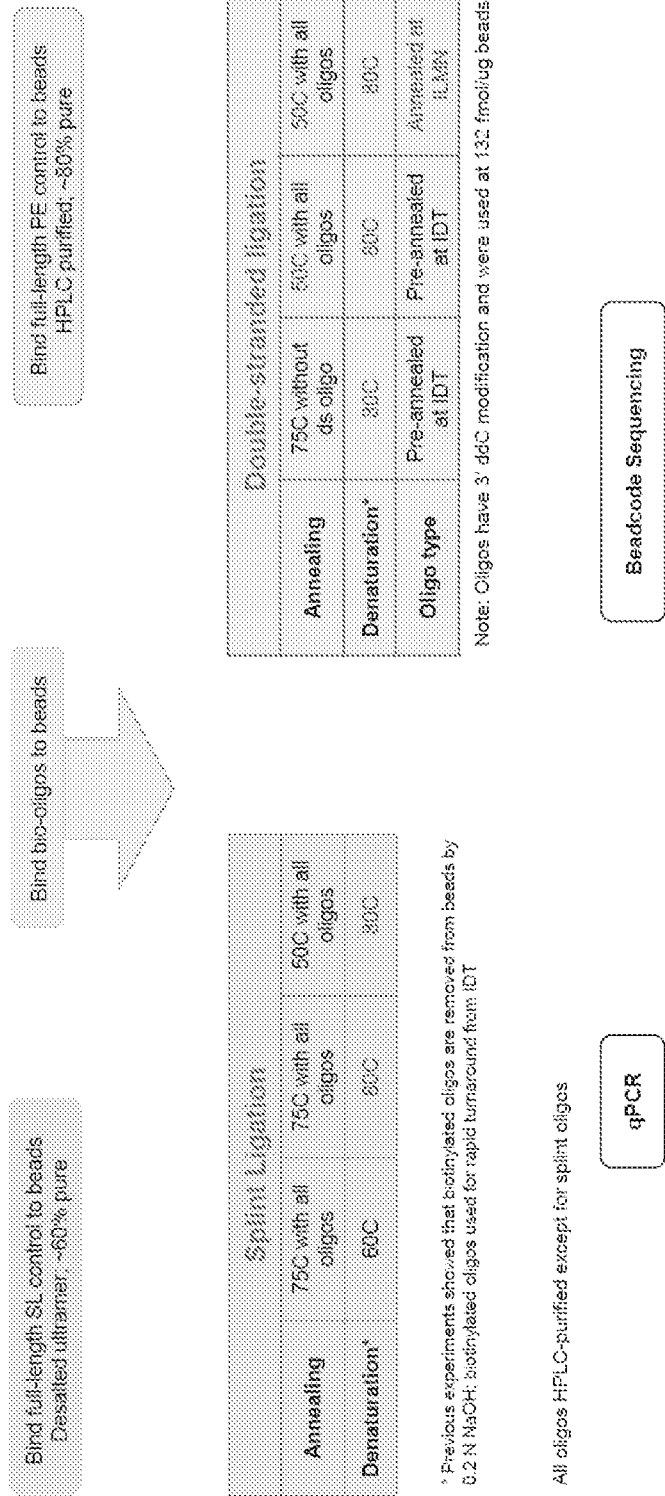 Bind full-length SL control to beads
Desalted ultramer, ~60% pure
Bind bio-oligos to beads
Bind full-length PE control to beads
HPLC purified, ~80% pure
Splint Ligation
Annealing
75C with all
oligos
75C with all
oligos
50C with all
oligos
Denaturation*
60C
80C
* Previous experiments showed that biotinylated oligos are removed from beads by
0.2 N NaOH; biotinylated oligos used for rapid turnaround from IDT
All oligos HPLC-purified except for splint oligos
Double-stranded ligation
Annealing
75C without
ds oligo
with all
oligos
50C with all
oligos
Denaturation*
80C
80C
Oligo type
Pre-annealed
at IDT
Pre-annealed
at IDT
Annealed at
ILMN
Note: Oligos have 3' ddC modification and were used at 132 fmol/ug beads
qPCR
Beadcode Sequencing